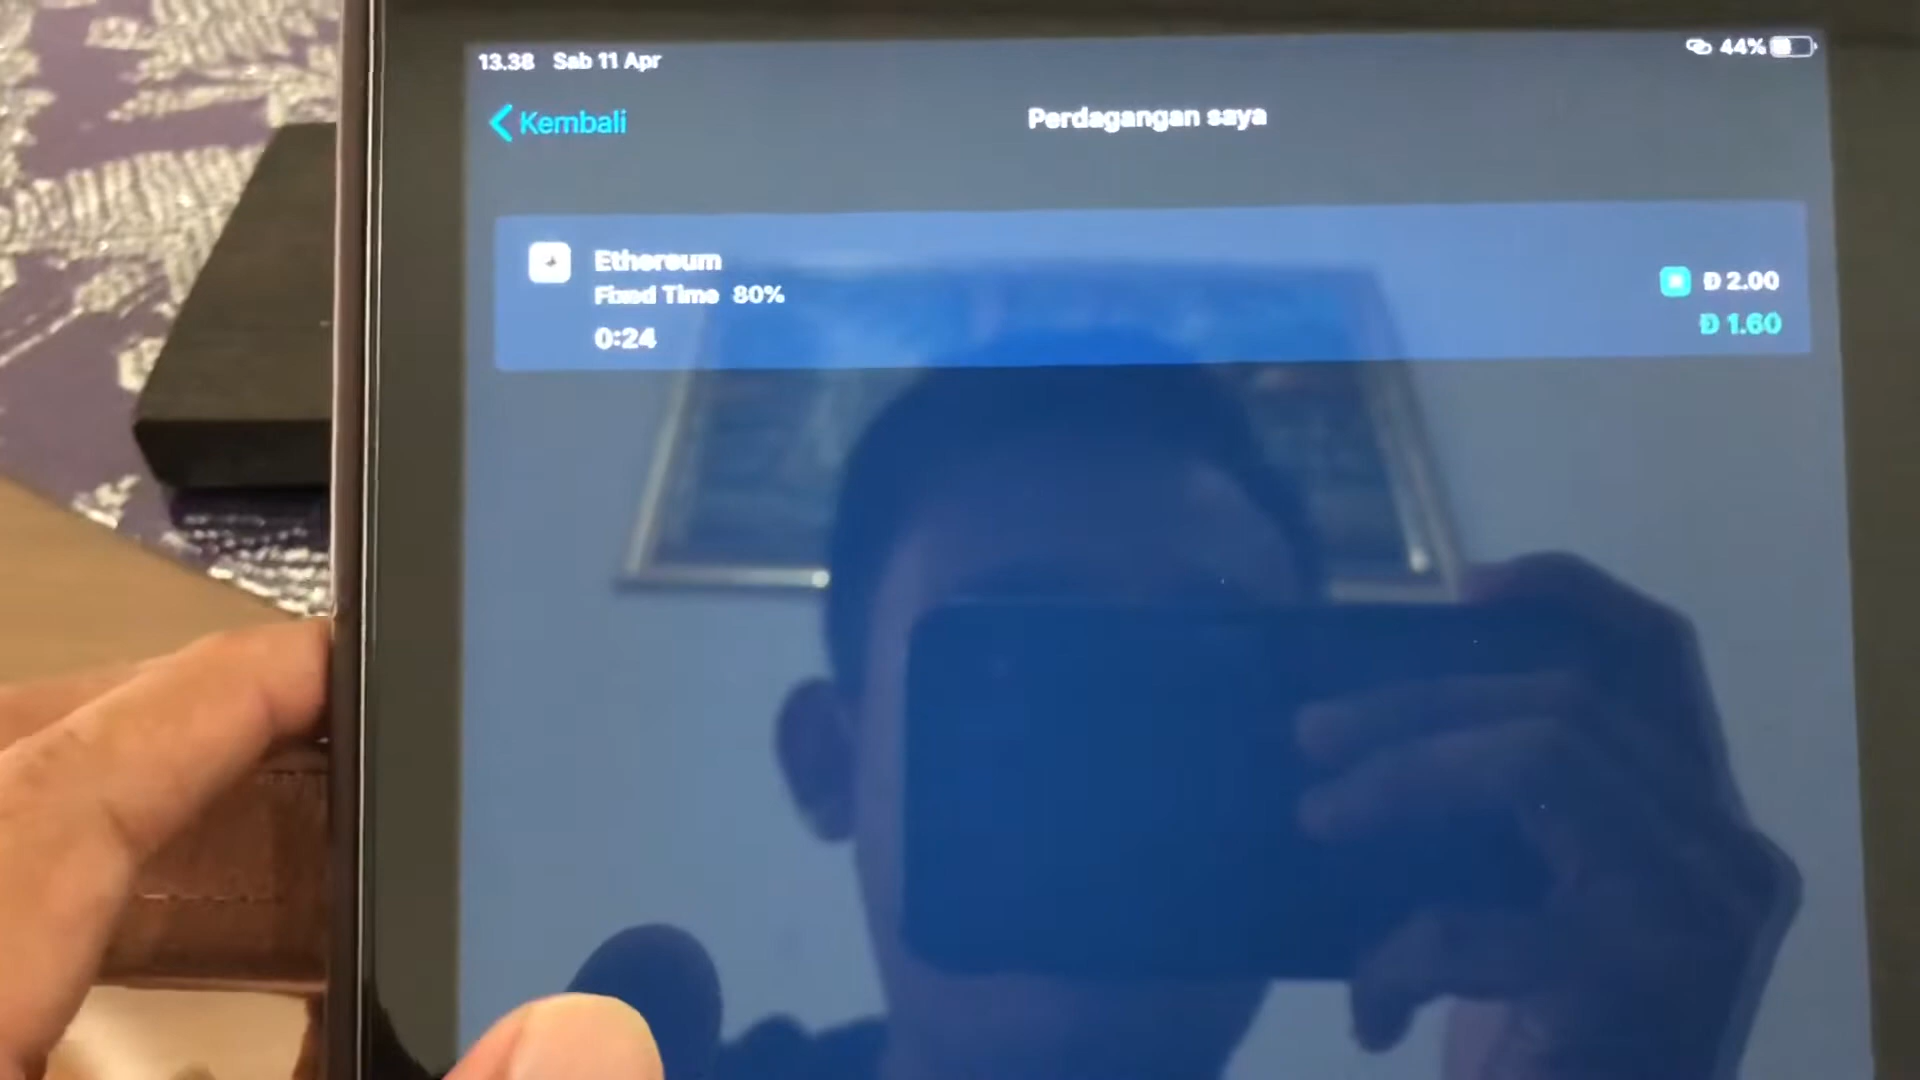 13.38 Sab 11 Apr
44%
Kembali
Perdagangan saya
Ethereum
Fixed Time 80%
Đ 2.00
0:24
Đ 1.60